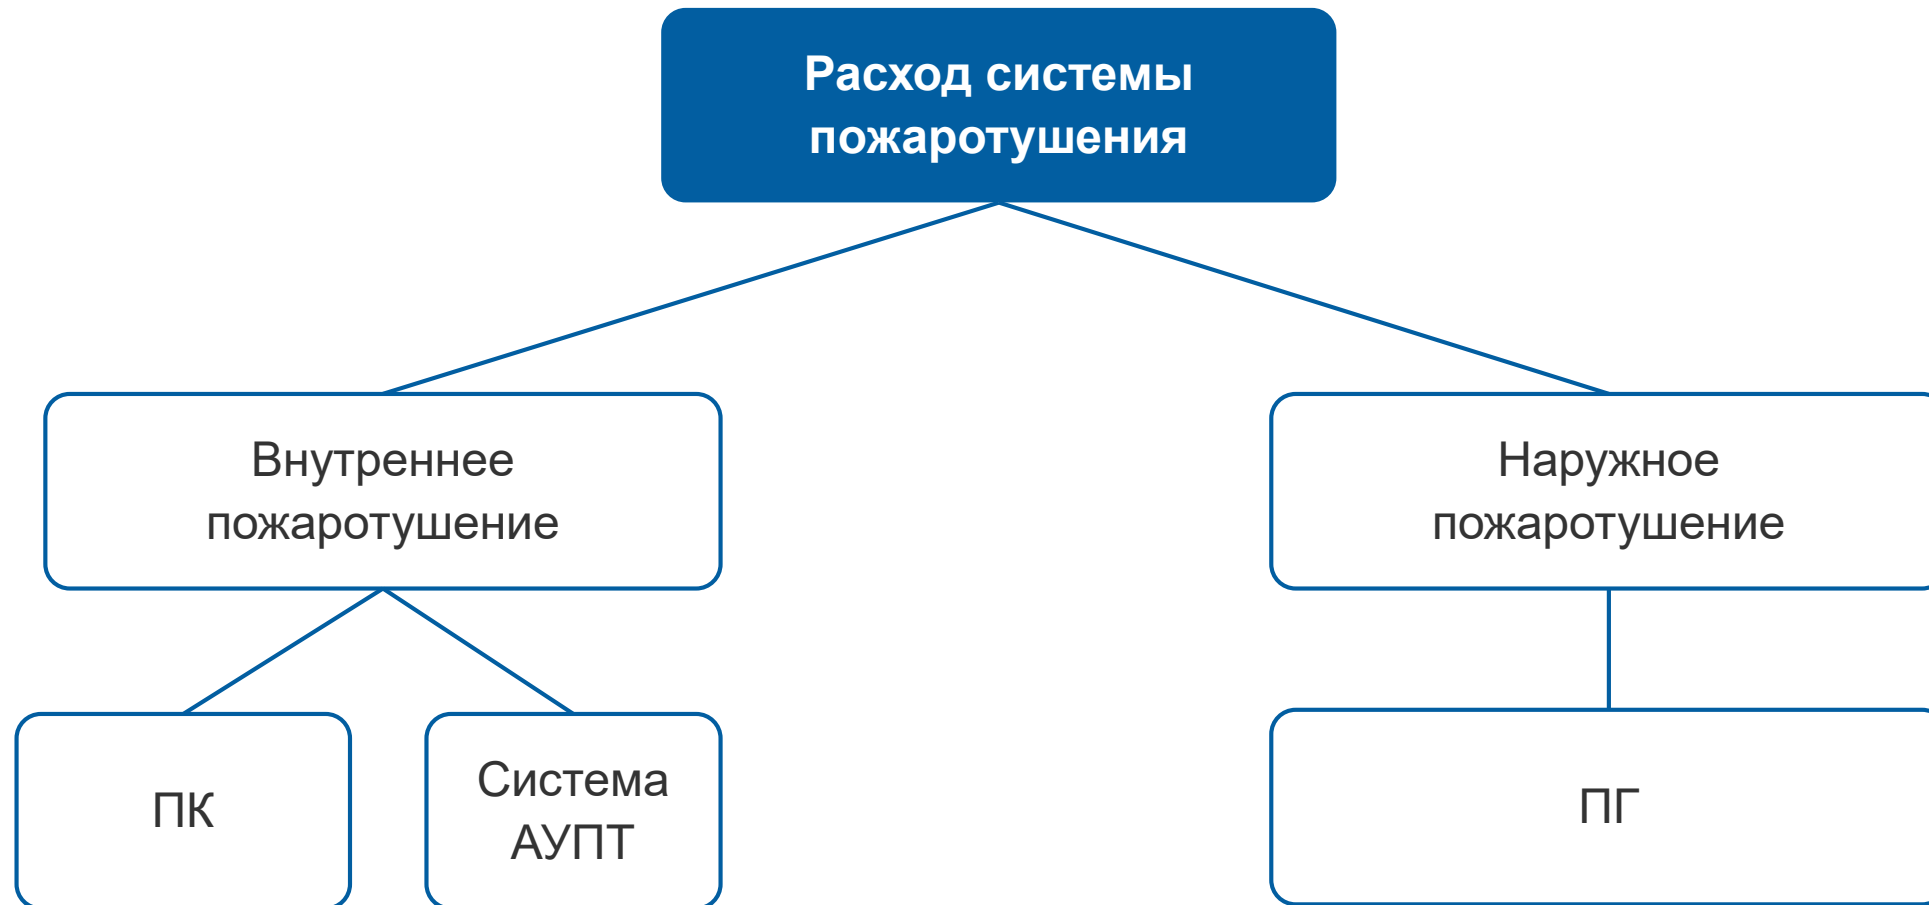 Расход системы
пожаротушения
Внутреннее
пожаротушение
Наружное
пожаротушение
ПК
Система
АУПТ
ПГ